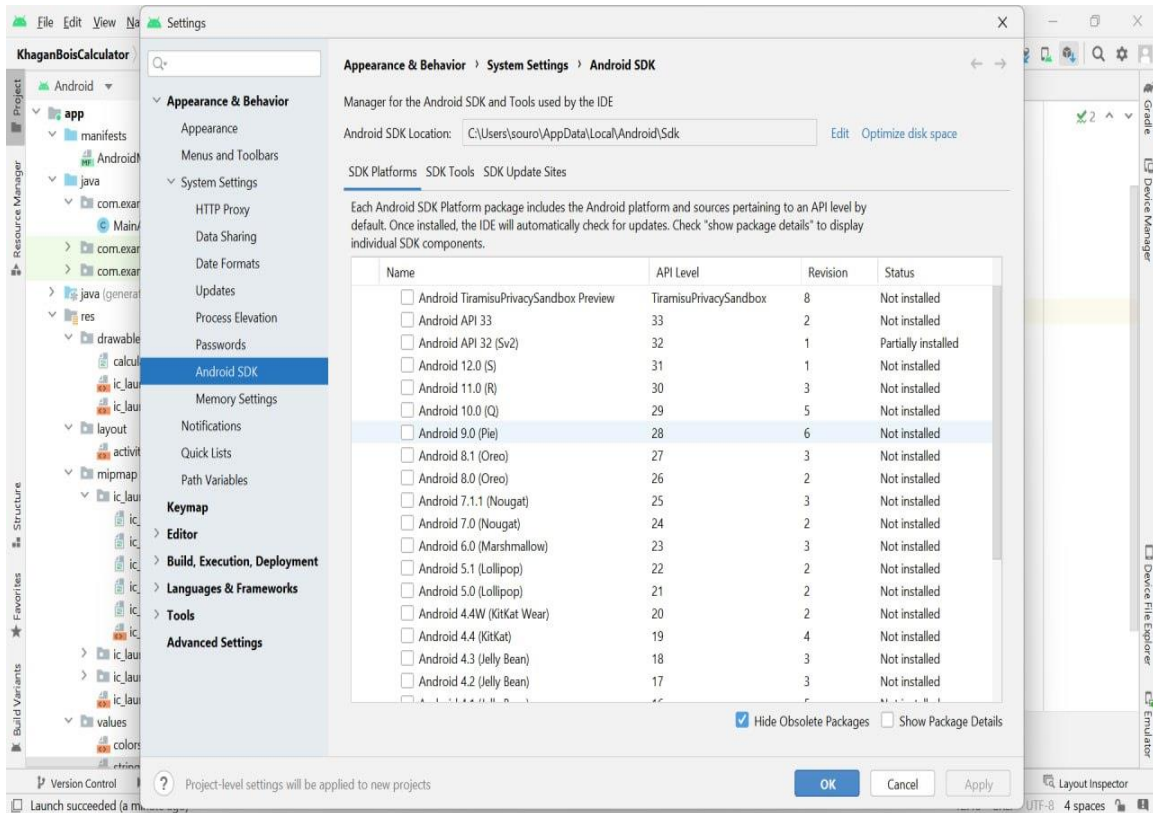 File Edit View Na
Settings
KhaganBoisCalculator
Android
app
manifests
AndroidM
java
com.exar
MainA
com.exar
com.exar
java (generat
res
drawable
calcul
ic_lau
ic_lau
layout
activit
mipmap
ic_lau
ic_
ic_
ic_
ic_
ic_
ic_
ic_lau
ic_lau
ic_lau
values
colors
string
Project
Resource Manager
Structure
Favorites
Build Variants
Version Control
Launch succeeded (a minute ago)
Appearance & Behavior
Appearance
Menus and Toolbars
System Settings
HTTP Proxy
Data Sharing
Date Formats
Updates
Process Elevation
Passwords
Android SDK
Memory Settings
Notifications
Quick Lists
Path Variables
Keymap
Editor
Build, Execution, Deployment
Languages & Frameworks
Tools
Advanced Settings
Appearance & Behavior › System Settings › Android SDK
Manager for the Android SDK and Tools used by the IDE
Android SDK Location: C:\Users\souro\AppData\Local\Android\Sdk Edit Optimize disk space
SDK Platforms SDK Tools SDK Update Sites
Each Android SDK Platform package includes the Android platform and sources pertaining to an API level by
default. Once installed, the IDE will automatically check for updates. Check "show package details" to display
individual SDK components.
Name API Level Revision Status
Android TiramisuPrivacySandbox Preview TiramisuPrivacySandbox 8 Not installed
Android API 33 33 2 Not installed
Android API 32 (Sv2) 32 1 Partially installed
Android 12.0 (S) 31 1 Not installed
Android 11.0 (R) 30 3 Not installed
Android 10.0 (Q) 29 5 Not installed
Android 9.0 (Pie) 28 6 Not installed
Android 8.1 (Oreo) 27 3 Not installed
Android 8.0 (Oreo) 26 2 Not installed
Android 7.1.1 (Nougat) 25 3 Not installed
Android 7.0 (Nougat) 24 2 Not installed
Android 6.0 (Marshmallow) 23 3 Not installed
Android 5.1 (Lollipop) 22 2 Not installed
Android 5.0 (Lollipop) 21 2 Not installed
Android 4.4W (KitKat Wear) 20 2 Not installed
Android 4.4 (KitKat) 19 4 Not installed
Android 4.3 (Jelly Bean) 18 3 Not installed
Android 4.2 (Jelly Bean) 17 3 Not installed
Hide Obsolete Packages Show Package Details
? Project-level settings will be applied to new projects
OK Cancel Apply
2
Gradle
Device Manager
Device File Explorer
Emulator
Layout Inspector
UTF-8 4 spaces